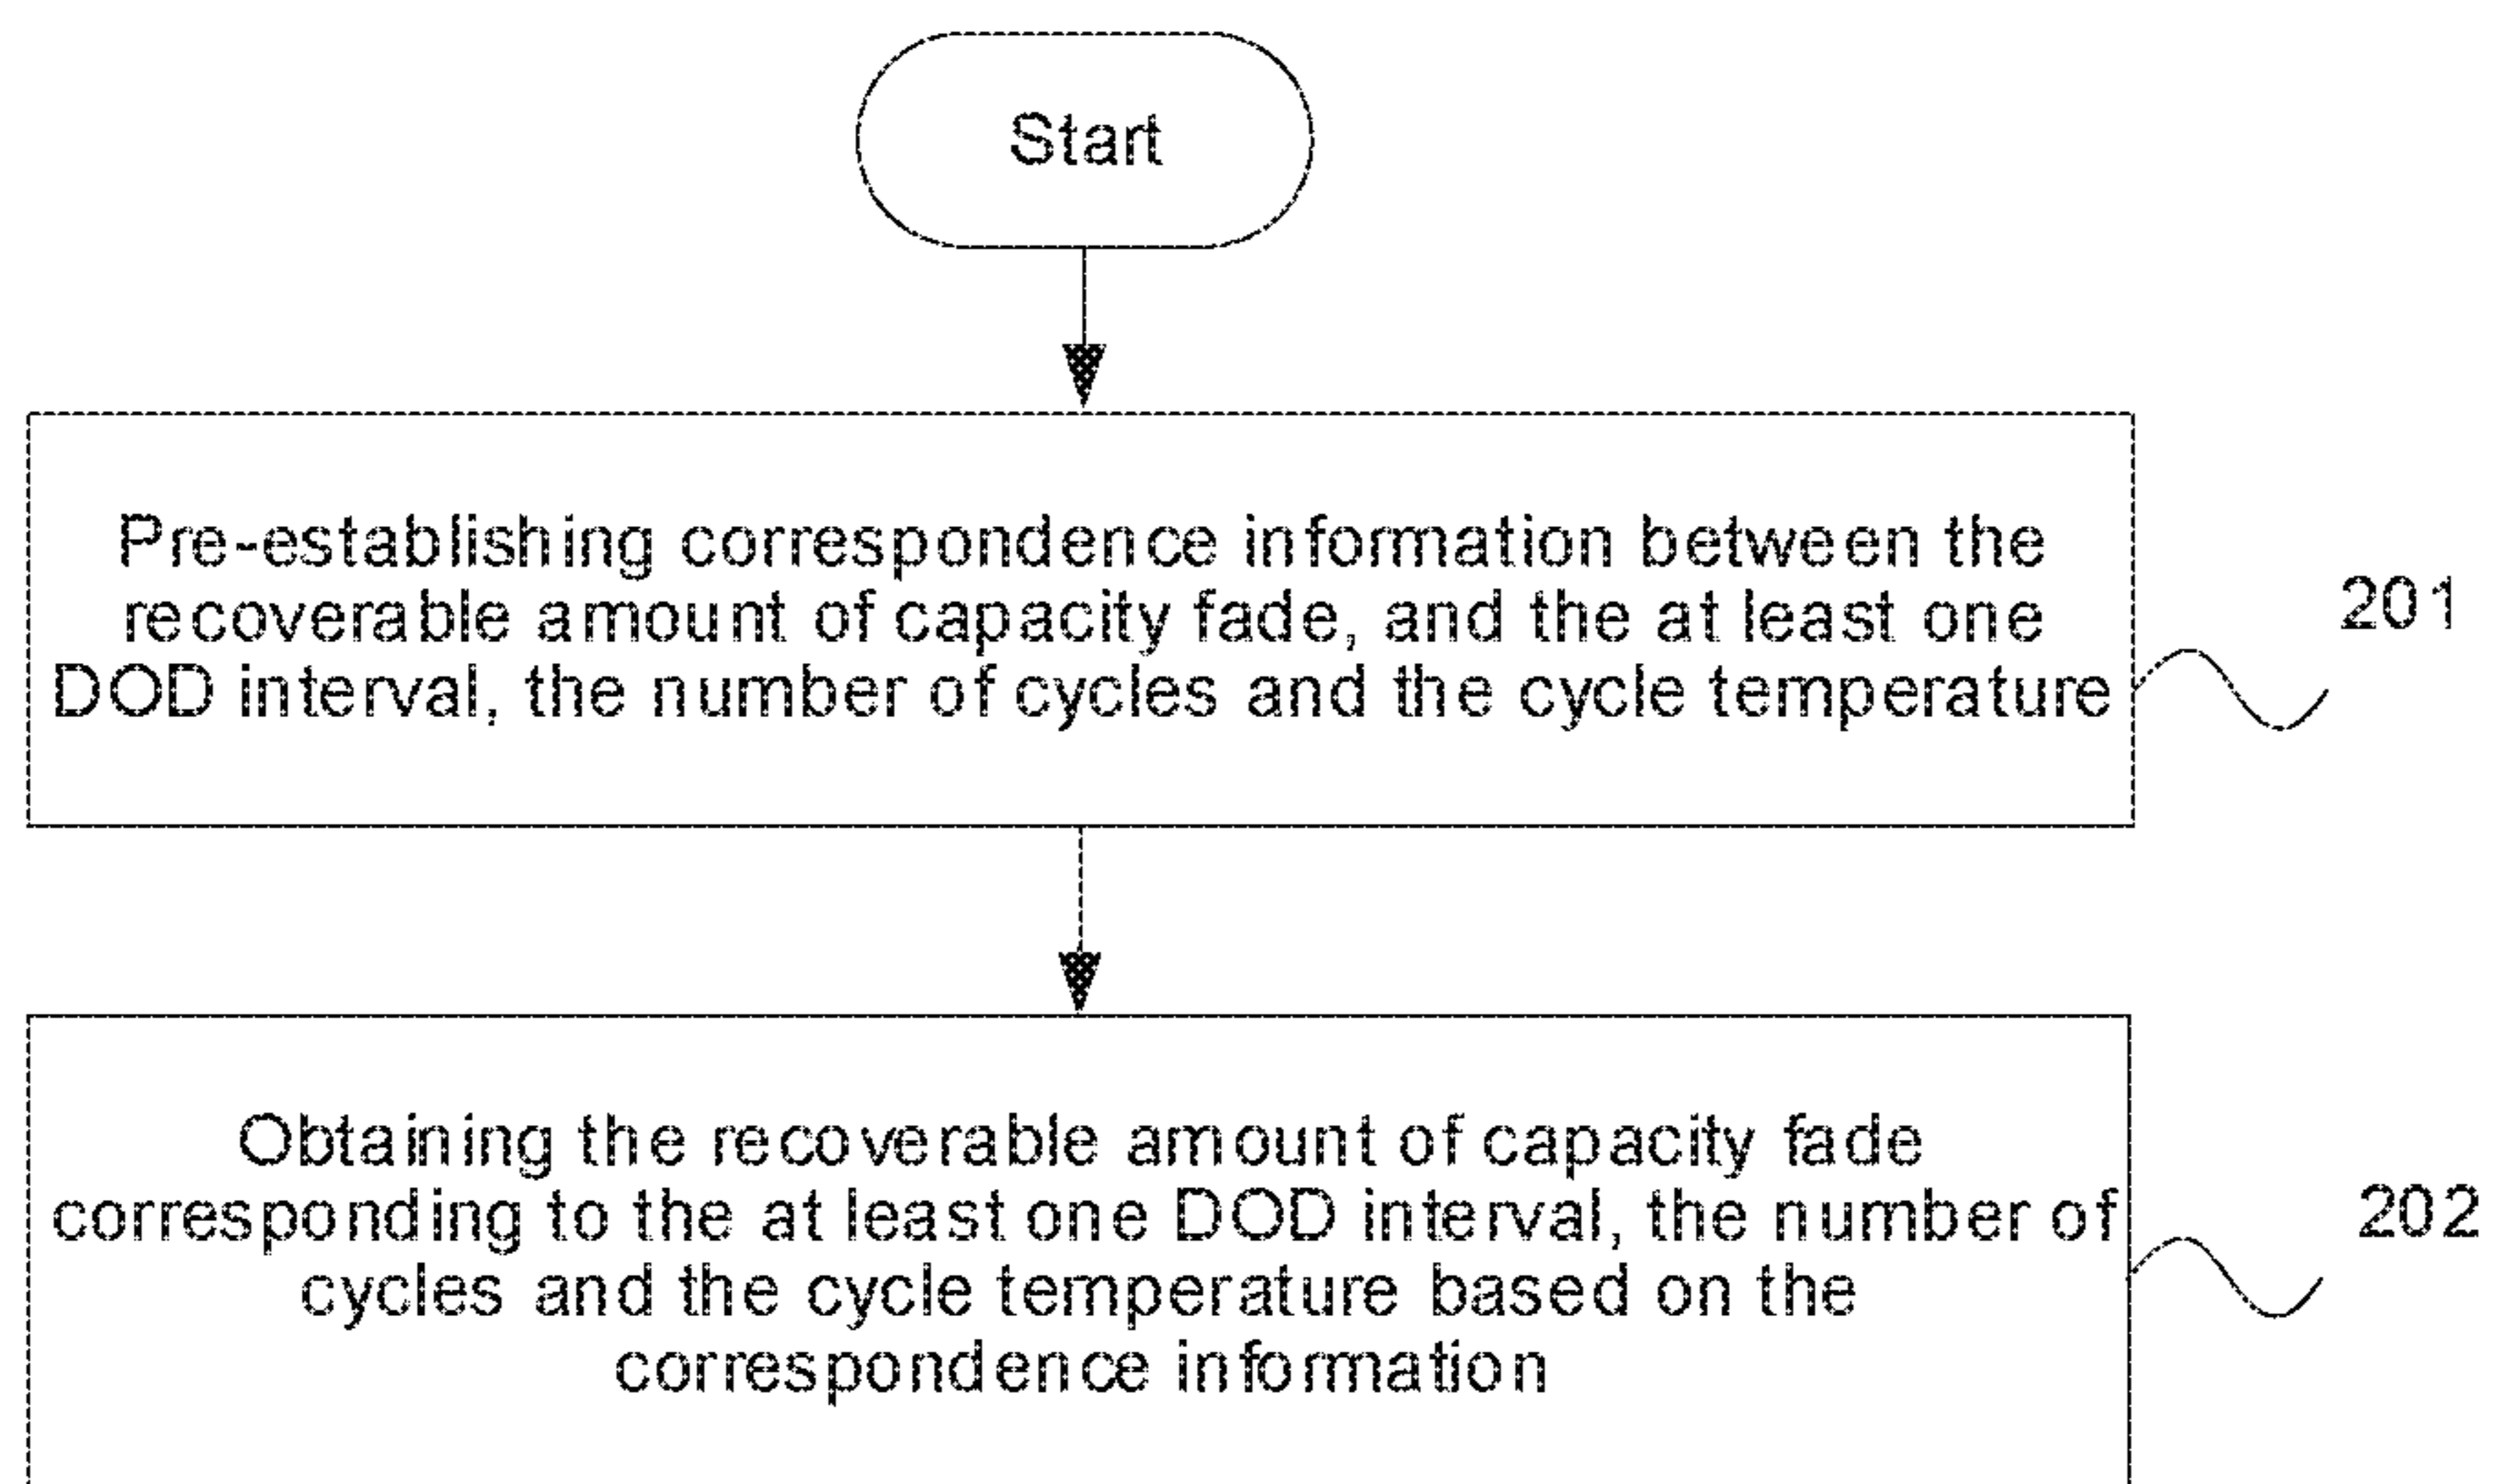 Start
Pre-establishing correspondence information between the
recoverable amount of capacity fade, and the at least one
DOD interval, the number of cycles and the cycle temperature
201
Obtaining the recoverable amount of capacity fade
corresponding to the at least one DOD interval, the number of
cycles and the cycle temperature based on the
correspondence information
202